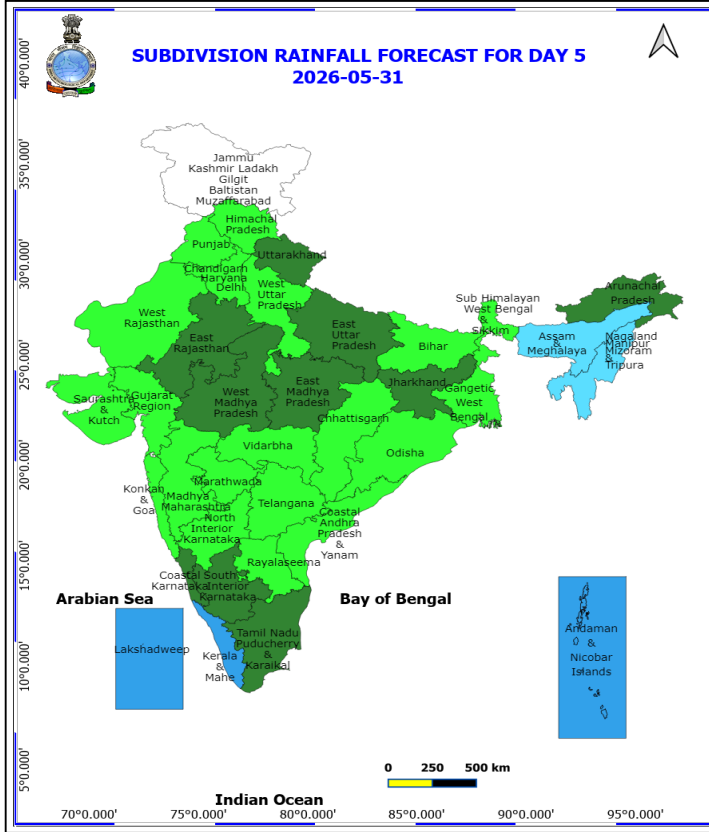 SUBDIVISION RAINFALL FORECAST FOR DAY 5
2026-05-31
40°0.000'
35°0.000'
30°0.000'
25°0.000'
20°0.000'
15°0.000'
10°0.000'
5°0.000'
Jammu
Kashmir Ladakh
Gilgit
Baltistan
Muzaffarabad
Himachal
Pradesh
Punjab
Uttarakhand
Chandigarh
Haryana
Delhi
West
Uttar
Pradesh
West
Rajasthan
East
Rajasthan
East
Uttar
Pradesh
Bihar
Sub Himalayan
West Bengal
&
Sikkim
Arunachal
Pradesh
Assam
&
Meghalaya
Nagaland
Manipur
Mizoram
&
Tripura
Saurashtra
&
Kutch
Gujarat
Region
West
Madhya
Pradesh
East
Madhya
Pradesh
Jharkhand
Gangetic
West
Bengal
Chhattisgarh
Odisha
Vidarbha
Konkan
&
Goa
Madhya
Maharashtra
Marathwada
Telangana
North
Interior
Karnataka
Coastal
Andhra
Pradesh
&
Yanam
Rayalaseema
Coastal
Karnataka
South
Interior
Karnataka
Arabian Sea
Bay of Bengal
Lakshadweep
Kerala
&
Mahe
Tamil Nadu
Puducherry
&
Karaikal
Andaman
&
Nicobar
Islands
0 250 500 km
Indian Ocean
70°0.000' 75°0.000' 80°0.000' 85°0.000' 90°0.000' 95°0.000'